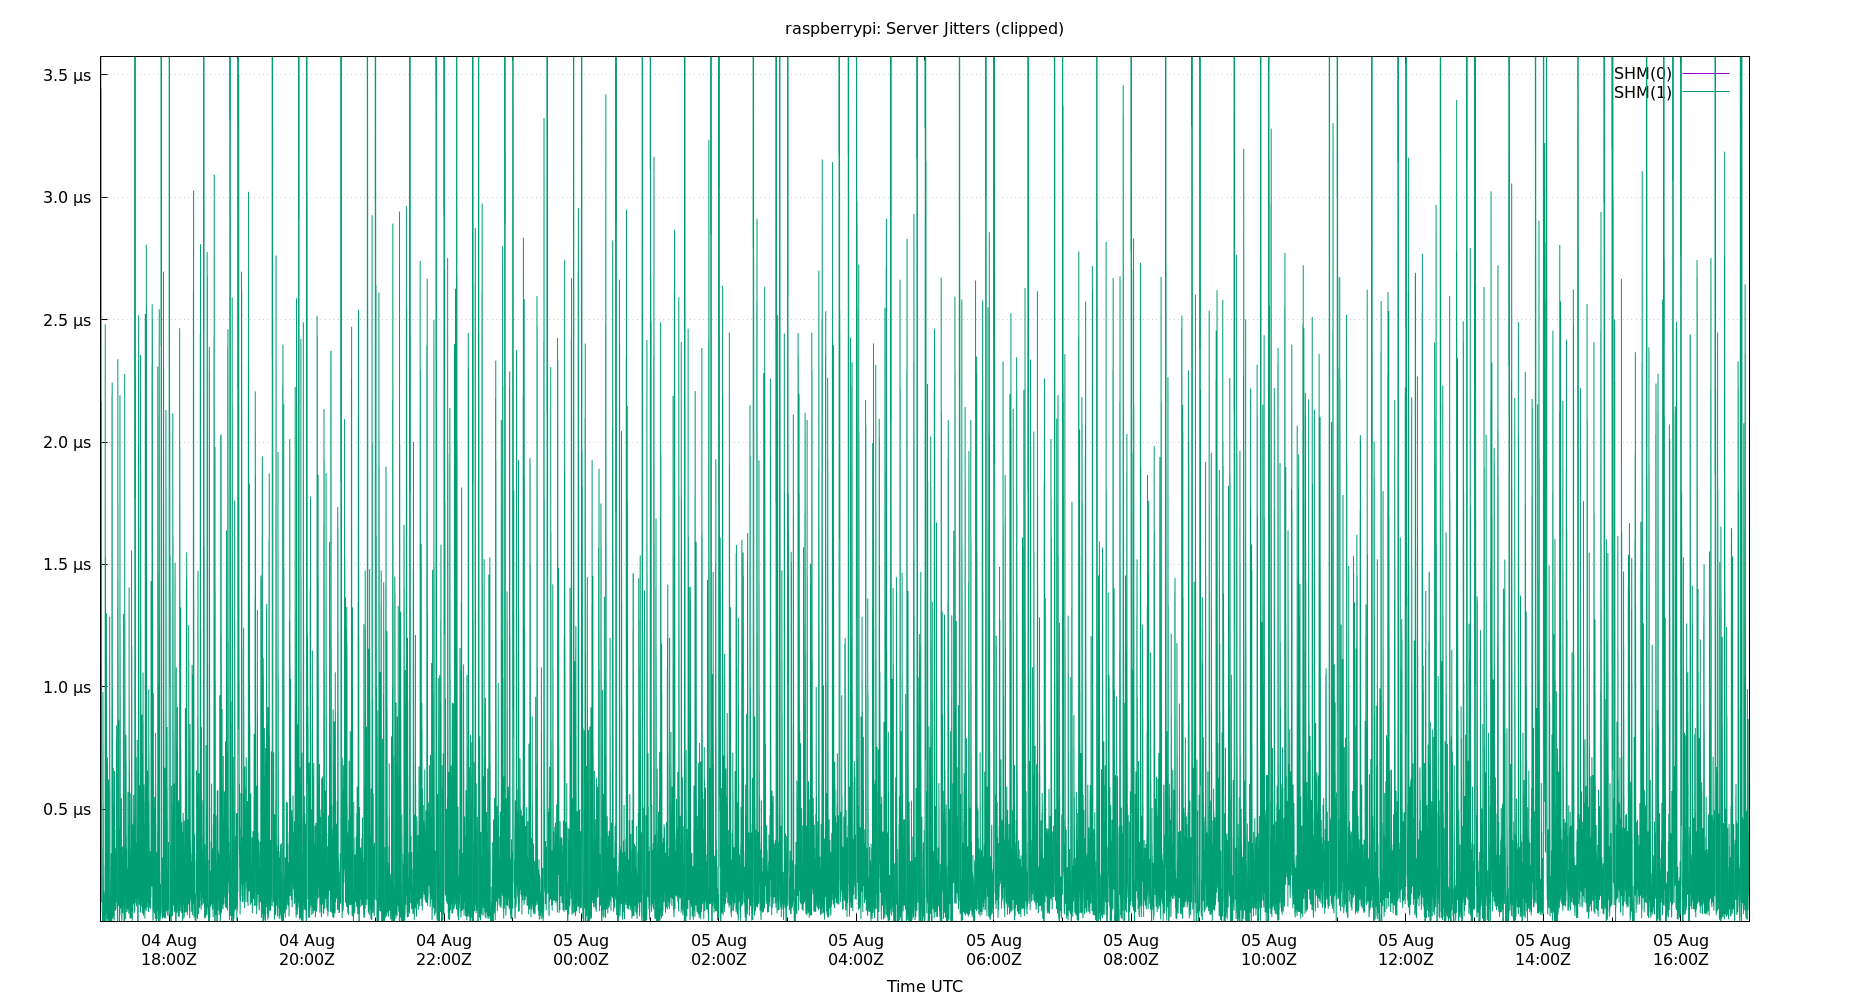 raspberrypi: Server Jitters (clipped)
3.5 µs
3.0 µs
2.5 µs
2.0 µs
1.5 µs
1.0 µs
0.5 µs
SHM(0)
SHM(1)
04 Aug 04 Aug 04 Aug 05 Aug 05 Aug 05 Aug 05 Aug 05 Aug 05 Aug 05 Aug 05 Aug 05 Aug
18:00Z 20:00Z 22:00Z 00:00Z 02:00Z 04:00Z 06:00Z 08:00Z 10:00Z 12:00Z 14:00Z 16:00Z
Time UTC